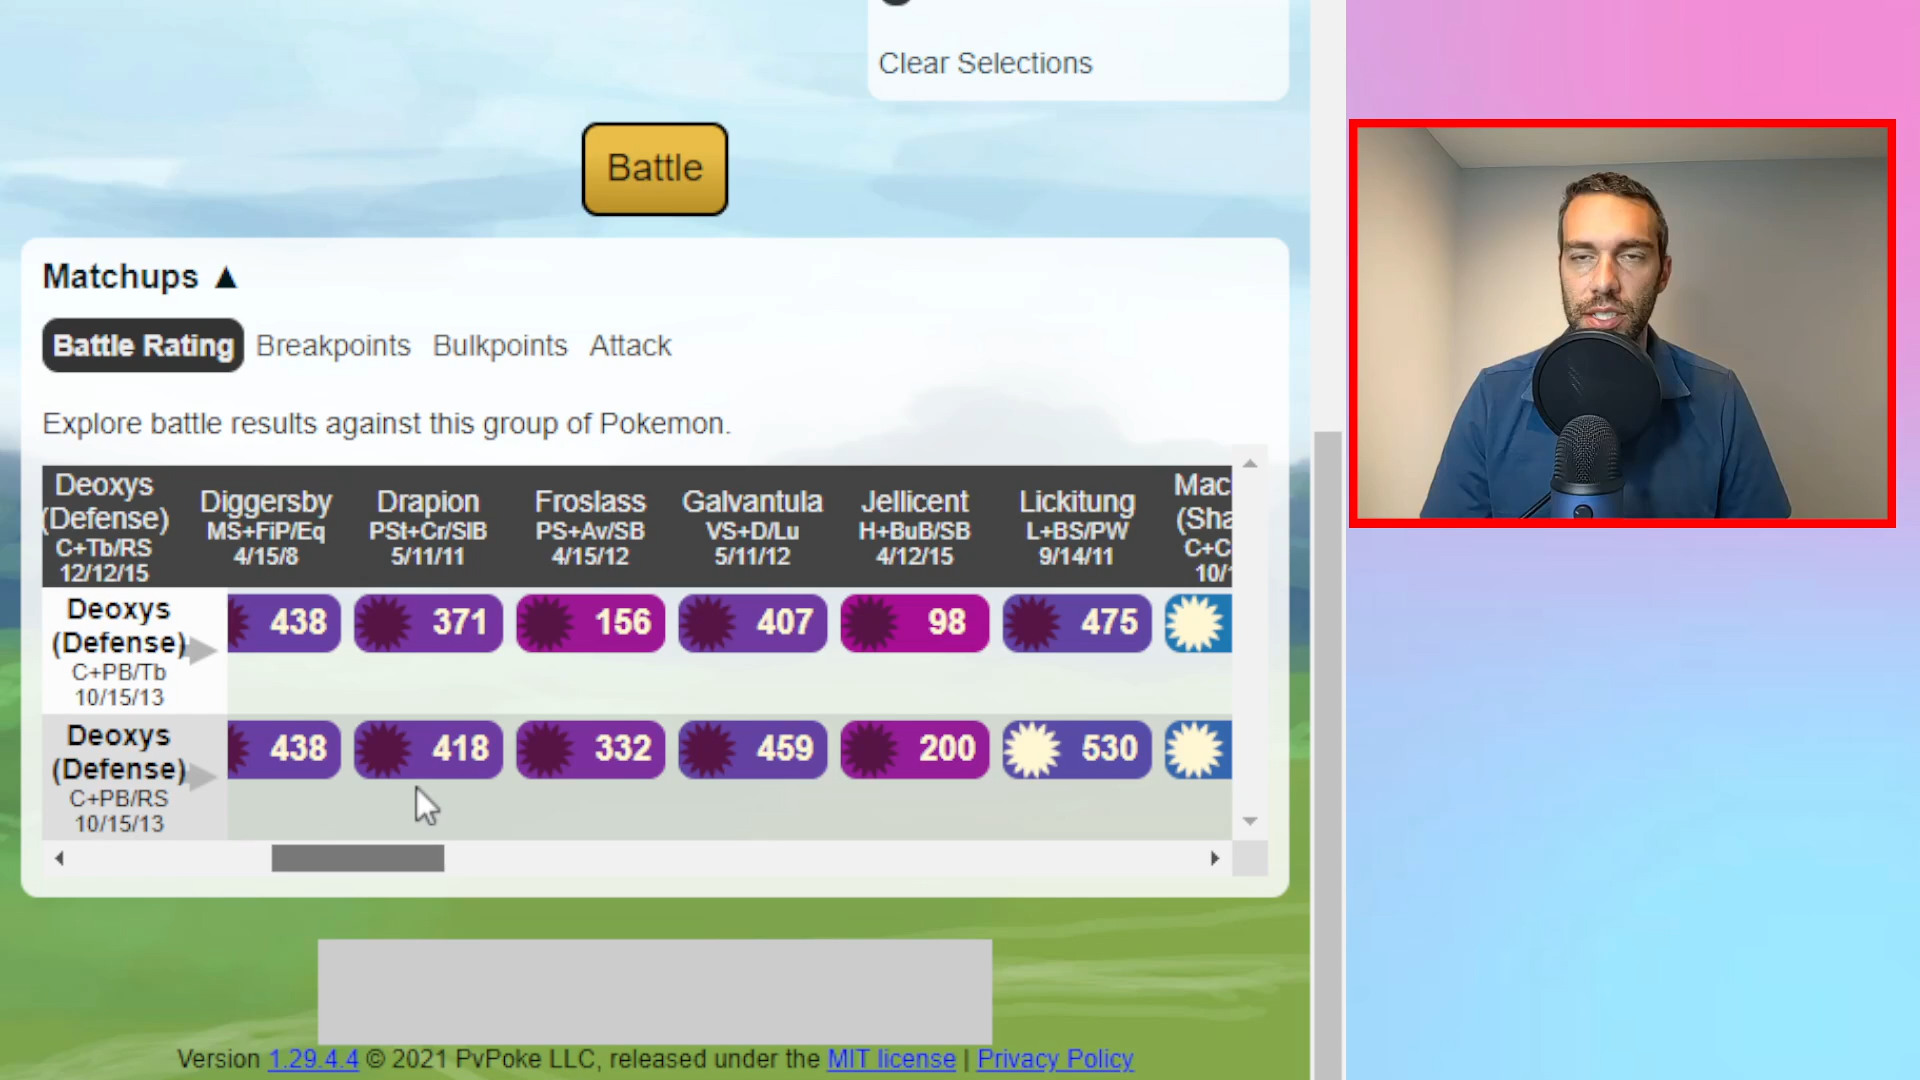 Clear Selections
Battle
Matchups ▲
Battle Rating Breakpoints Bulkpoints Attack
Explore battle results against this group of Pokemon.
Deoxys (Defense) C+Tb/RS 12/12/15
Diggersby MS+FiP/Eq 4/15/8
Drapion PSt+Cr/SlB 5/11/11
Froslass PS+Av/SB 4/15/12
Galvantula VS+D/Lu 5/11/12
Jellicent H+BuB/SB 4/12/15
Lickitung L+BS/PW 9/14/11
Mac (Sha C+C 10/
Deoxys (Defense) C+PB/Tb 10/15/13
438 371 156 407 98 475
Deoxys (Defense) C+PB/RS 10/15/13
438 418 332 459 200 530
Version 1.29.4.4 © 2021 PvPoke LLC, released under the MIT license | Privacy Policy